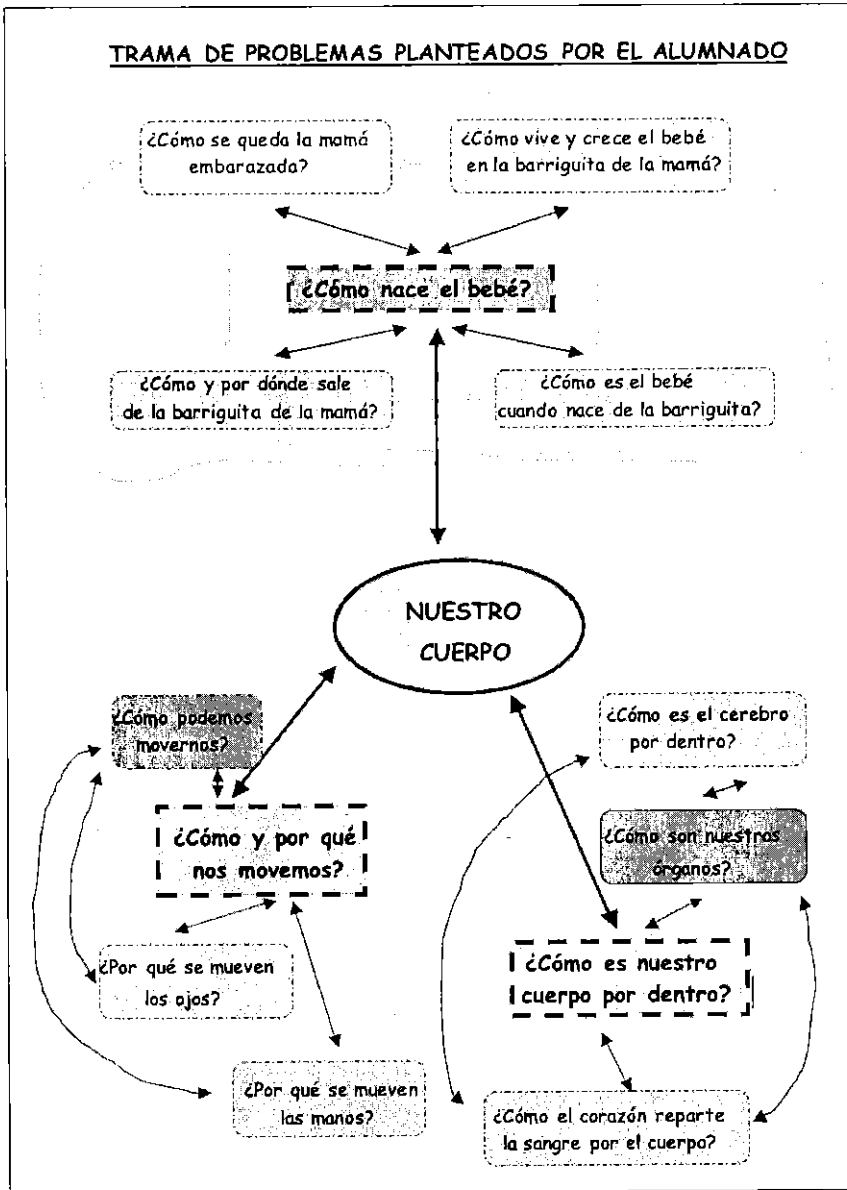 TRAMA DE PROBLEMAS PLANTEADOS POR EL ALUMNADO
¿Cómo se queda la mamá
embarazada?
¿Cómo vive y crece el bebé
en la barriguita de la mamá?
¿Cómo nace el bebé?
¿Cómo y por dónde sale
de la barriguita de la mamá?
¿Cómo es el bebé
cuando nace de la barriguita?
NUESTRO
CUERPO
¿Cómo podemos
movernos?
¿Cómo y por qué
nos movemos?
¿Por qué se mueven
los ojos?
¿Por qué se mueven
las manos?
¿Cómo es el cerebro
por dentro?
¿Cómo son nuestros
órganos?
¿Cómo es nuestro
cuerpo por dentro?
¿Cómo el corazón reparte
la sangre por el cuerpo?